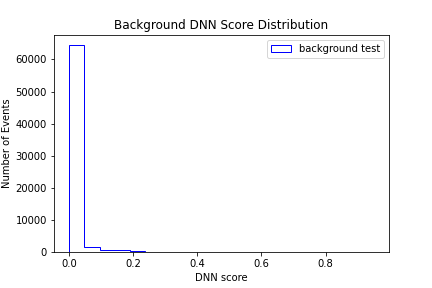 Background DNN Score Distribution
background test
Number of Events
60000
50000
40000
30000
20000
10000
0
0.0 0.2 0.4 0.6 0.8
DNN score